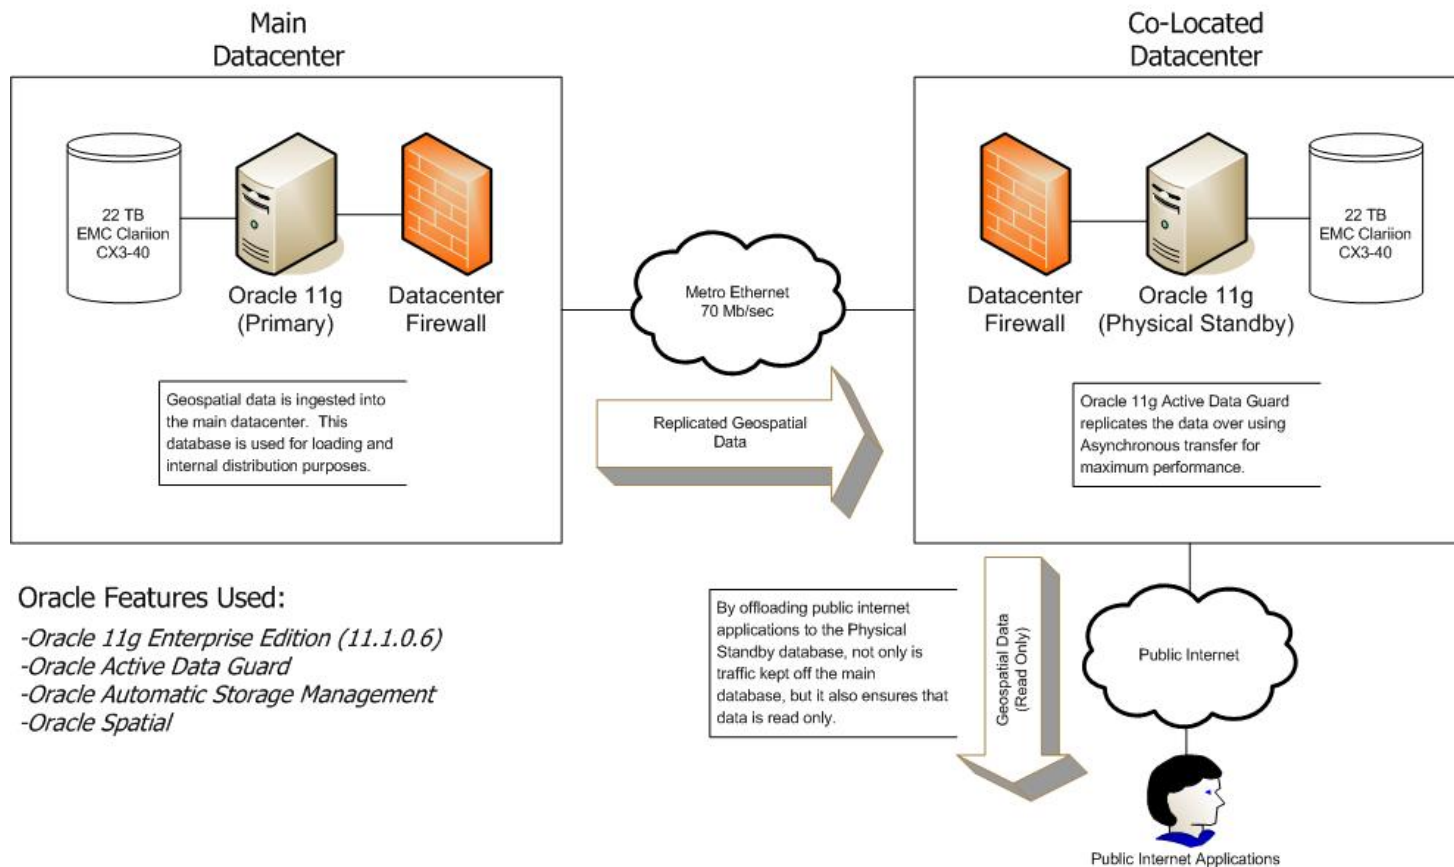 Main
Datacenter
Co-Located
Datacenter
22 TB
EMC Clariion
CX3-40
Oracle 11g
(Primary)
Datacenter
Firewall
Metro Ethernet
70 Mb/sec
Datacenter
Firewall
Oracle 11g
(Physical Standby)
22 TB
EMC Clariion
CX3-40
Geospatial data is ingested into
the main datacenter.  This
database is used for loading and
internal distribution purposes.
Replicated Geospatial
Data
Oracle 11g Active Data Guard
replicates the data over using
Asynchronous transfer for
maximum performance.
Oracle Features Used:
-Oracle 11g Enterprise Edition (11.1.0.6)
-Oracle Active Data Guard
-Oracle Automatic Storage Management
-Oracle Spatial
By offloading public internet
applications to the Physical
Standby database, not only is
traffic kept off the main
database, but it also ensures that
data is read only.
Geospatial Data
(Read Only)
Public Internet
Public Internet Applications